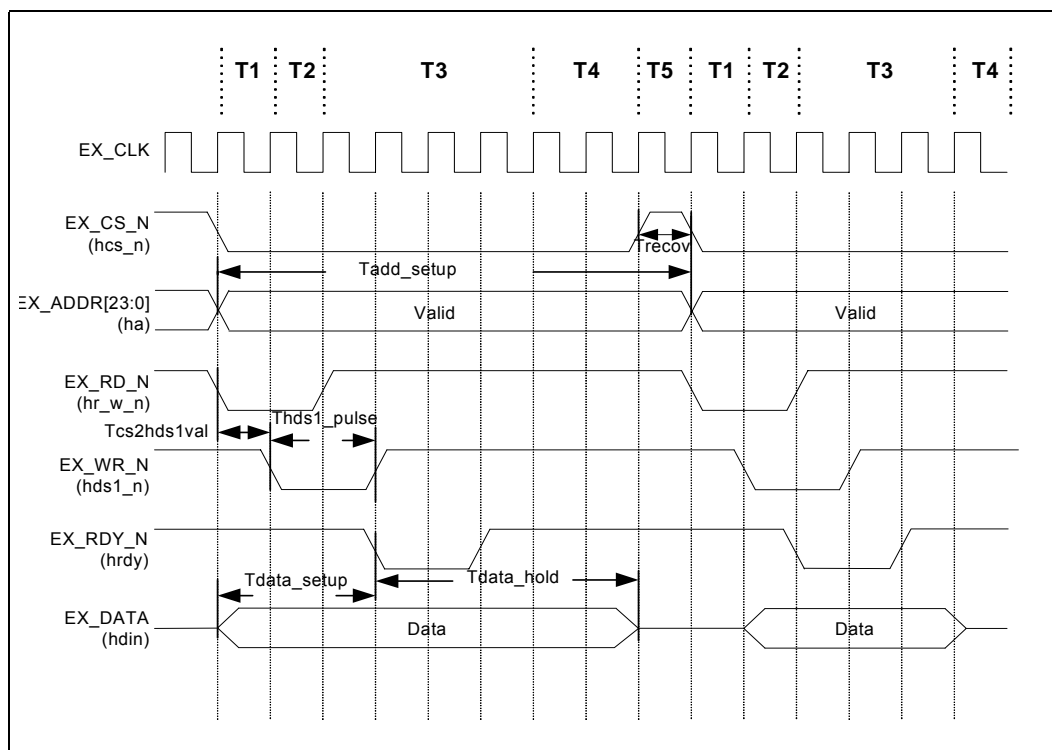 T1 T2 T3 T4 T5 T1 T2 T3 T4
EX_CLK
EX_CS_N
(hcs_n)
Trecov
Tadd_setup
EX_ADDR[23:0]
(ha)
Valid Valid
EX_RD_N
(hr_w_n)
Thds1_pulse
Tcs2hds1val
EX_WR_N
(hds1_n)
EX_RDY_N
(hrdy)
Tdata_setup Tdata_hold
EX_DATA
(hdin)
Data Data